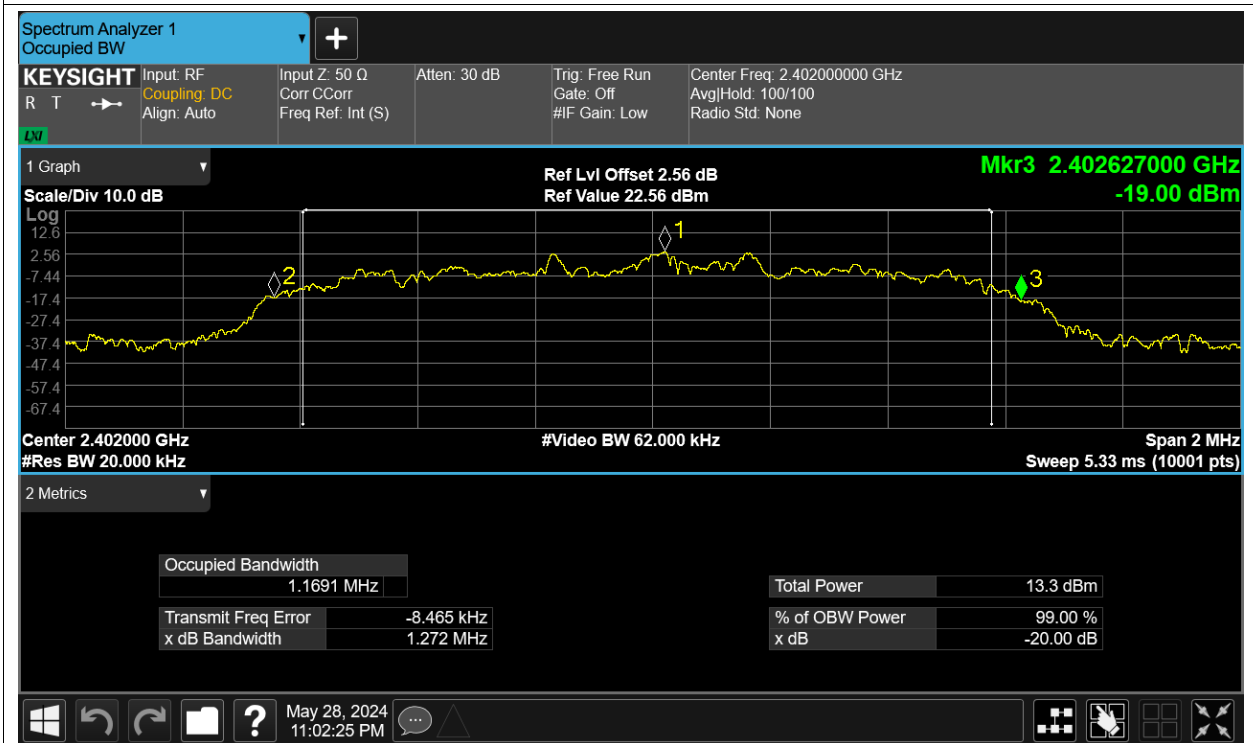 Spectrum Analyzer 1
Occupied BW
KEYSIGHT
R T
LXI
Input: RF
Coupling: DC
Align: Auto
Input Z: 50 Ω
Corr CCorr
Freq Ref: Int (S)
Atten: 30 dB
Trig: Free Run
Gate: Off
#IF Gain: Low
Center Freq: 2.402000000 GHz
Avg|Hold: 100/100
Radio Std: None
1 Graph
Scale/Div 10.0 dB
Ref Lvl Offset 2.56 dB
Ref Value 22.56 dBm
Mkr3 2.402627000 GHz
-19.00 dBm
Log
12.6
2.56
-7.44
-17.4
-27.4
-37.4
-47.4
-57.4
-67.4
1
2
3
Center 2.402000 GHz
#Res BW 20.000 kHz
#Video BW 62.000 kHz
Span 2 MHz
Sweep 5.33 ms (10001 pts)
2 Metrics
Occupied Bandwidth
1.1691 MHz
Transmit Freq Error -8.465 kHz
x dB Bandwidth 1.272 MHz
Total Power 13.3 dBm
% of OBW Power 99.00 %
x dB -20.00 dB
?
May 28, 2024
11:02:25 PM